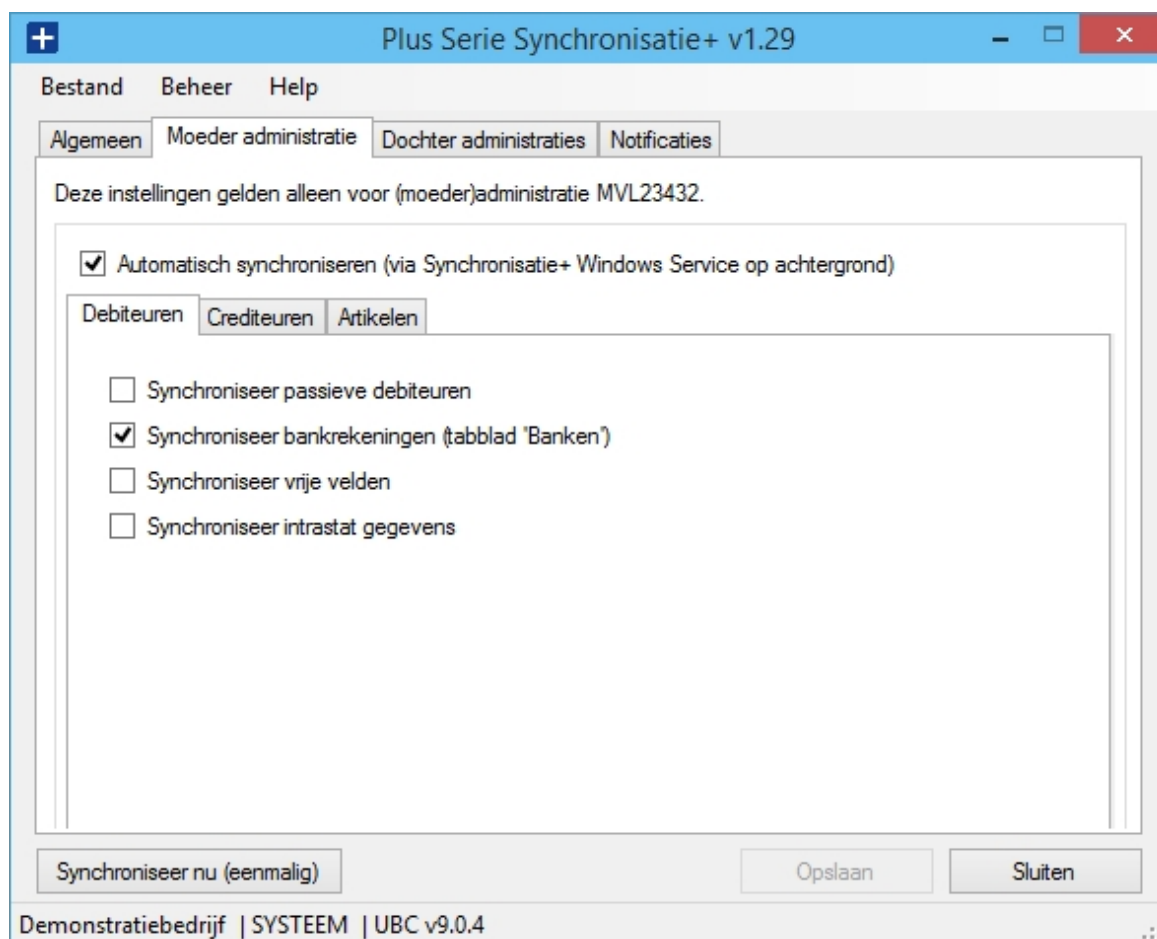 Plus Serie Synchronisatie+ v1.29
Bestand Beheer Help
Algemeen Moeder administratie Dochter administraties Notificaties
Deze instellingen gelden alleen voor (moeder)administratie MVL23432.
Automatisch synchroniseren (via Synchronisatie+ Windows Service op achtergrond)
Debiteuren Crediteuren Artikelen
Synchroniseer passieve debiteuren
Synchroniseer bankrekeningen (tabblad "Banken")
Synchroniseer vrije velden
Synchroniseer intrastat gegevens
Synchroniseer nu (eenmalig) Opslaan Sluiten
Demonstratiebedrijf | SYSTEEM | UBC v9.0.4